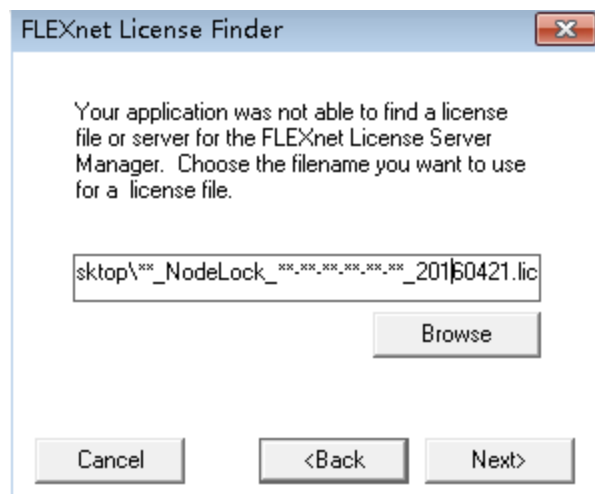 FLEXnet License Finder
Your application was not able to find a license
file or server for the FLEXnet License Server
Manager.  Choose the filename you want to use
for a  license file.
sktop\**_NodeLock_**-**-**-**-**-**_20160421.lic
Browse
Cancel
<Back
Next>